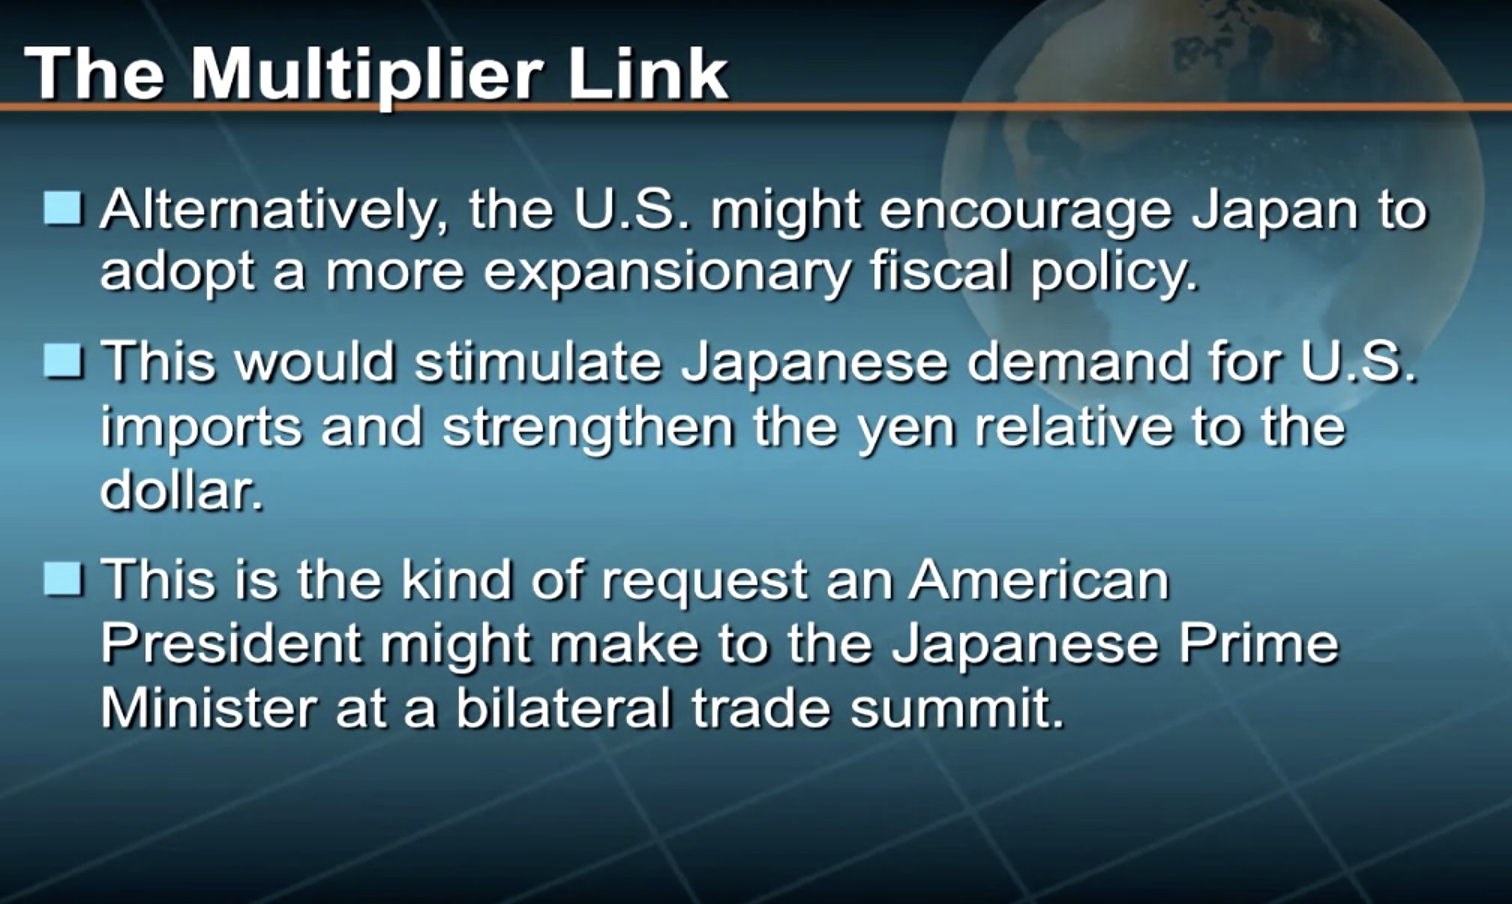 The Multiplier Link
Alternatively, the U.S. might encourage Japan to
adopt a more expansionary fiscal policy.
This would stimulate Japanese demand for U.S.
imports and strengthen the yen relative to the
dollar.
This is the kind of request an American
President might make to the Japanese Prime
Minister at a bilateral trade summit.